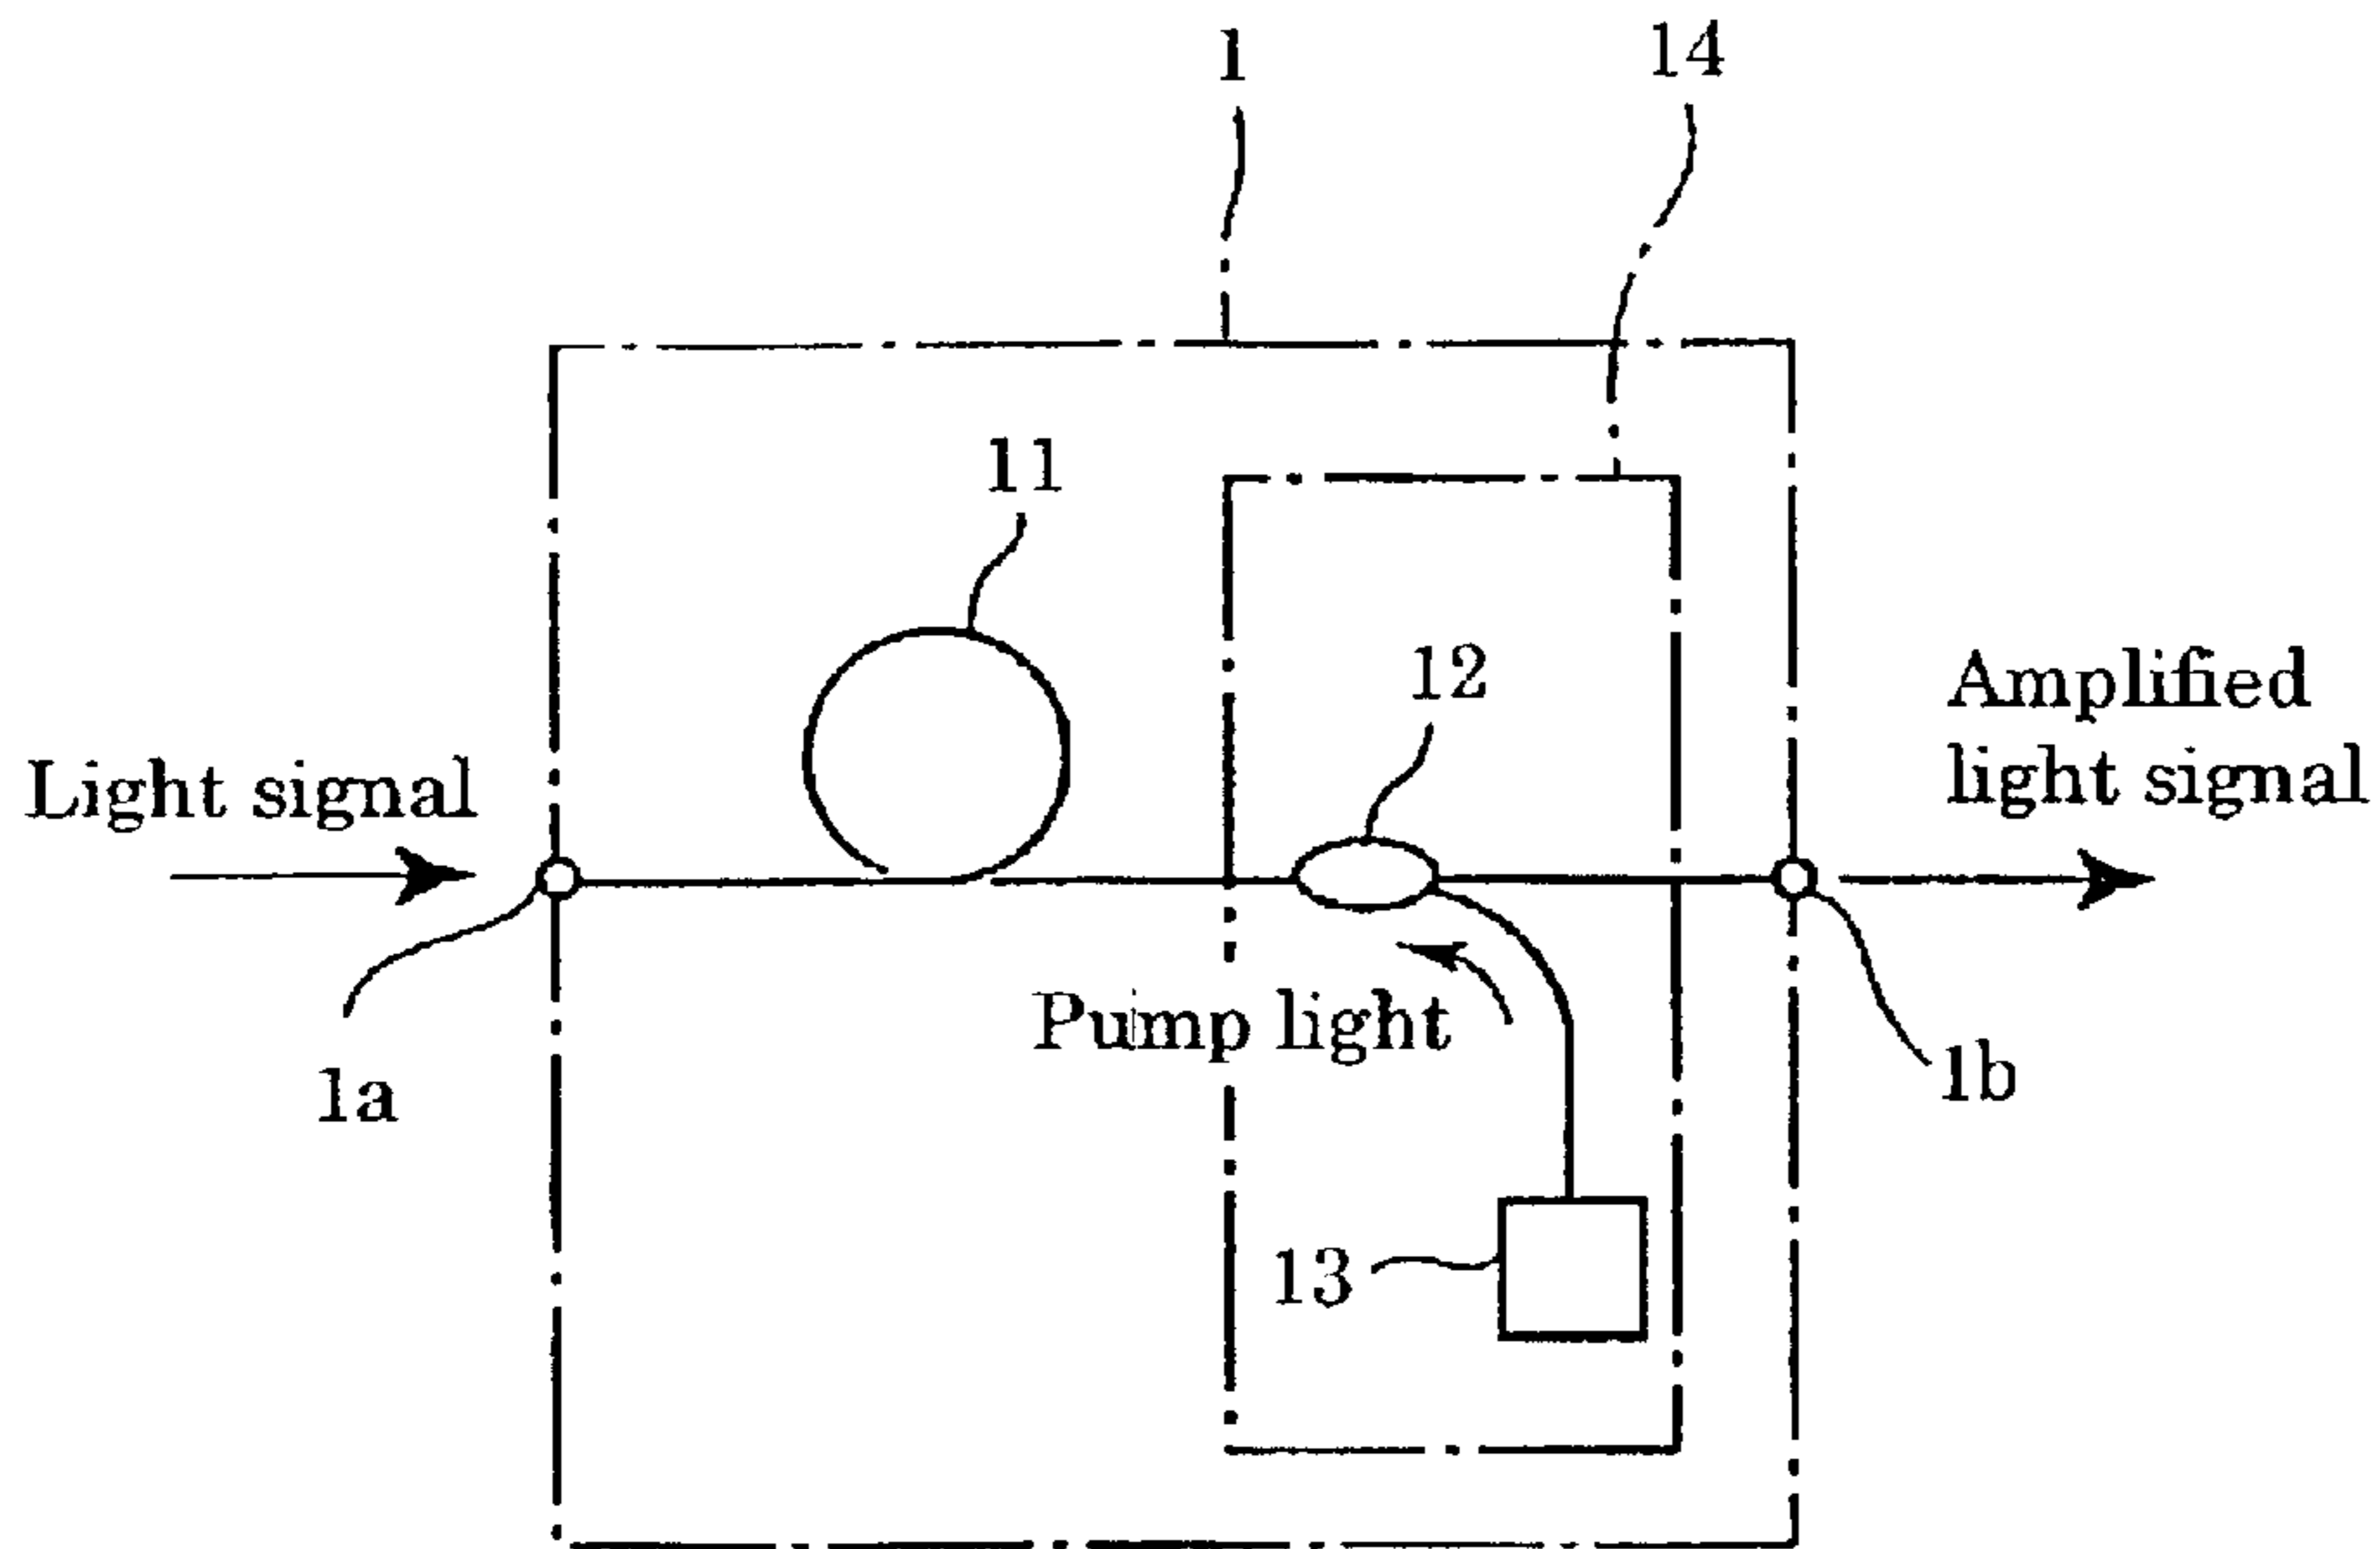 1
14
11
12
Amplified
light signal
Light signal
Pump light
1a
1b
13